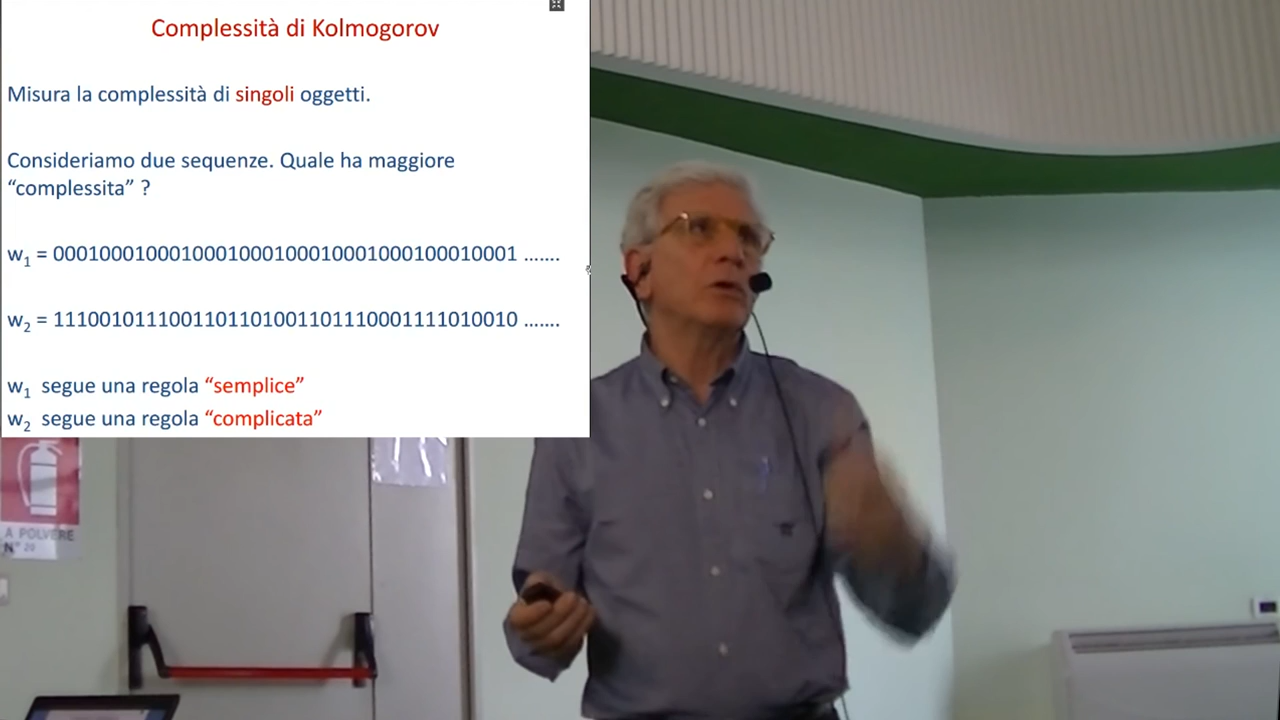 Complessità di Kolmogorov
Misura la complessità di singoli oggetti.
Consideriamo due sequenze. Quale ha maggiore
“complessita” ?
w₁ = 0001000100010001000100010001000100010001 .......
w₂ = 1110010111001101101001101110001111010010 .......
w₁ segue una regola “semplice”
w₂ segue una regola “complicata”
A POLVERE
N° 20